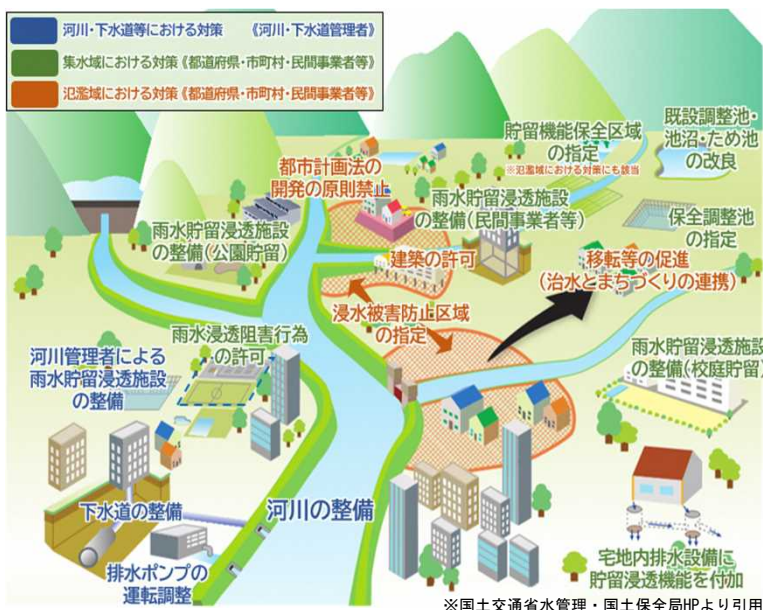 河川・下水道等における対策　《河川・下水道管理者》
集水域における対策《都道府県・市町村・民間事業者等》
氾濫域における対策《都道府県・市町村・民間事業者等》
貯留機能保全区域
の指定
※氾濫域における対策にも該当
既設調整池・
池沼・ため池
の改良
都市計画法の
開発の原則禁止
雨水貯留浸透施設
の整備(民間事業者等)
保全調整池
の指定
雨水貯留浸透施設
の整備(公園貯留)
建築の許可
移転等の促進
(治水とまちづくりの連携)
浸水被害防止区域
の指定
雨水浸透阻害行為
の許可
河川管理者による
雨水貯留浸透施設
の整備
雨水貯留浸透施設
の整備(校庭貯留)
下水道の整備
河川の整備
排水ポンプの
運転調整
宅地内排水設備に
貯留浸透機能を付加
※国土交通省水管理・国土保全局HPより引用